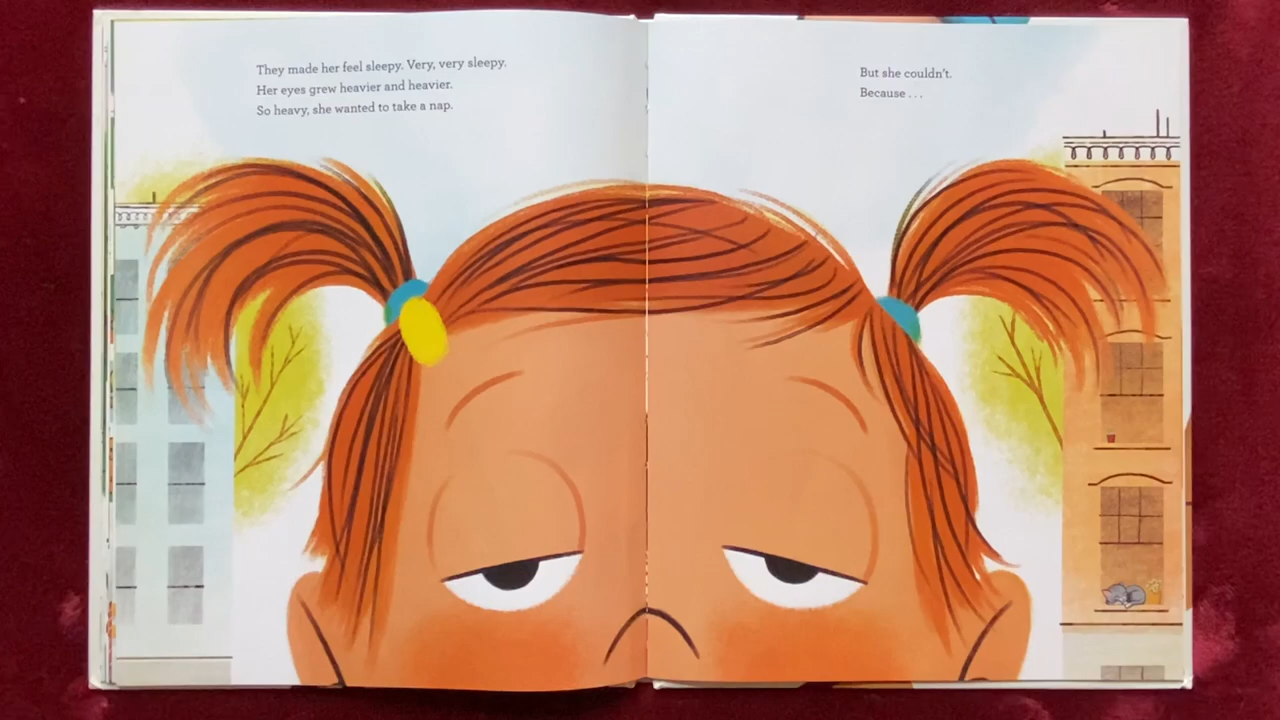 They made her feel sleepy. Very, very sleepy.
Her eyes grew heavier and heavier.
So heavy, she wanted to take a nap.
But she couldn't.
Because . . .